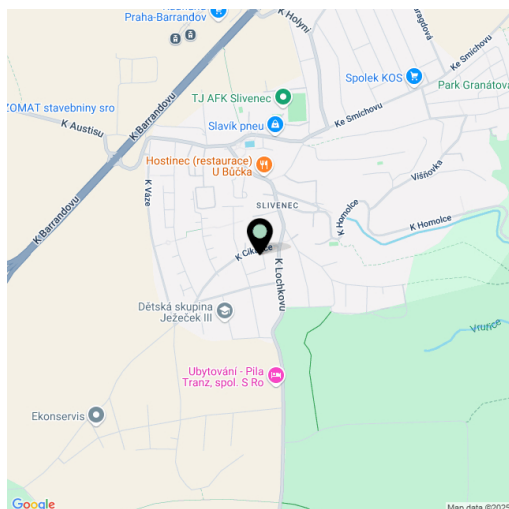 Praha-Barrandov
K Holyní
Ke Smíchovu
Spolek KOS
Park Granátová
TJ AFK Slivenec
ZOMAT stavebniny sro
K Barrandovu
K Austisu
Slavík pneu
Ke Smíchovu
Hostinec (restaurace)
U Bůčka
Višňovka
K Váze
SLIVENEC
K Homolce
K Homolce
K Barrandovu
K Lochkovu
Dětská skupina
Ježeček III
Vrutice
Ubytování - Pila
Tranz, spol. S Ro
Ekonservis
Google
Map data ©2025